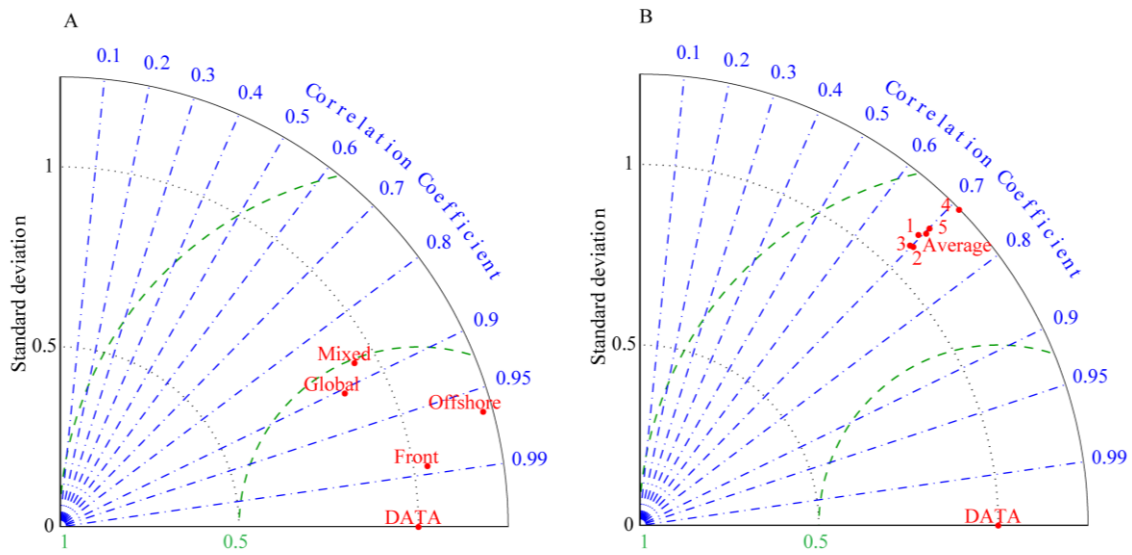 A
0.1
0.2
0.3
0.4
0.5
0.6
0.7
0.8
0.9
0.95
0.99
Correlation Coefficient
Standard deviation
1
0.5
0
Mixed
Global
Offshore
Front
DATA
1
0.5
B
0.1
0.2
0.3
0.4
0.5
0.6
0.7
0.8
0.9
0.95
0.99
Correlation Coefficient
Standard deviation
1
0.5
0
4
1
5
3
Average
2
DATA
1
0.5